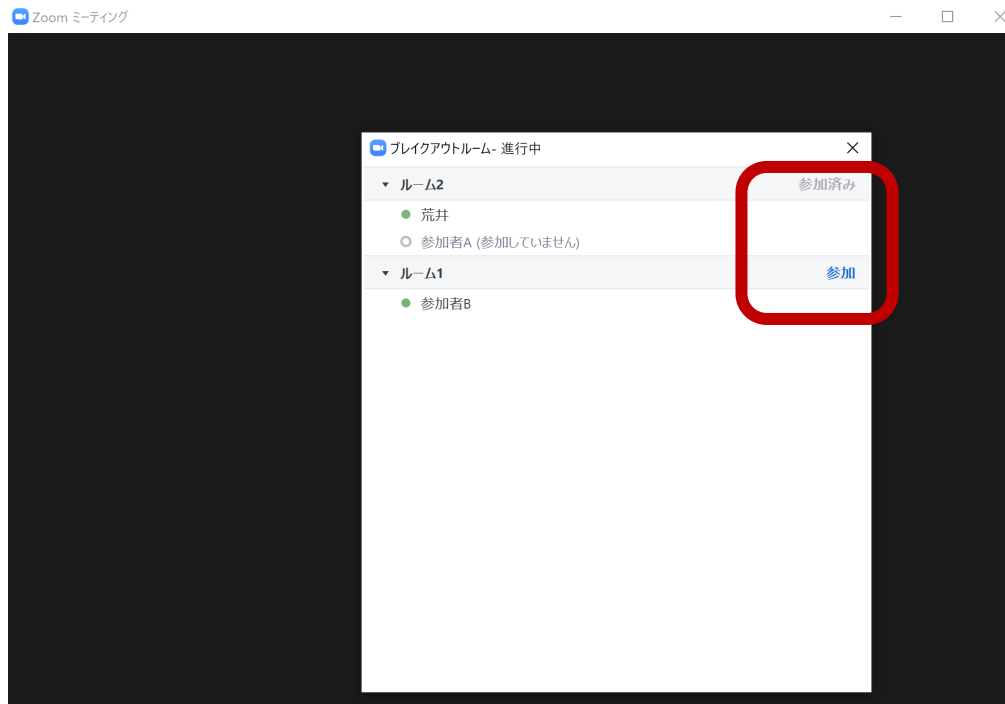 Zoom ミーティング
ブレイクアウトルーム- 進行中
ルーム2 参加済み
荒井
参加者A (参加していません)
ルーム1 参加
参加者B